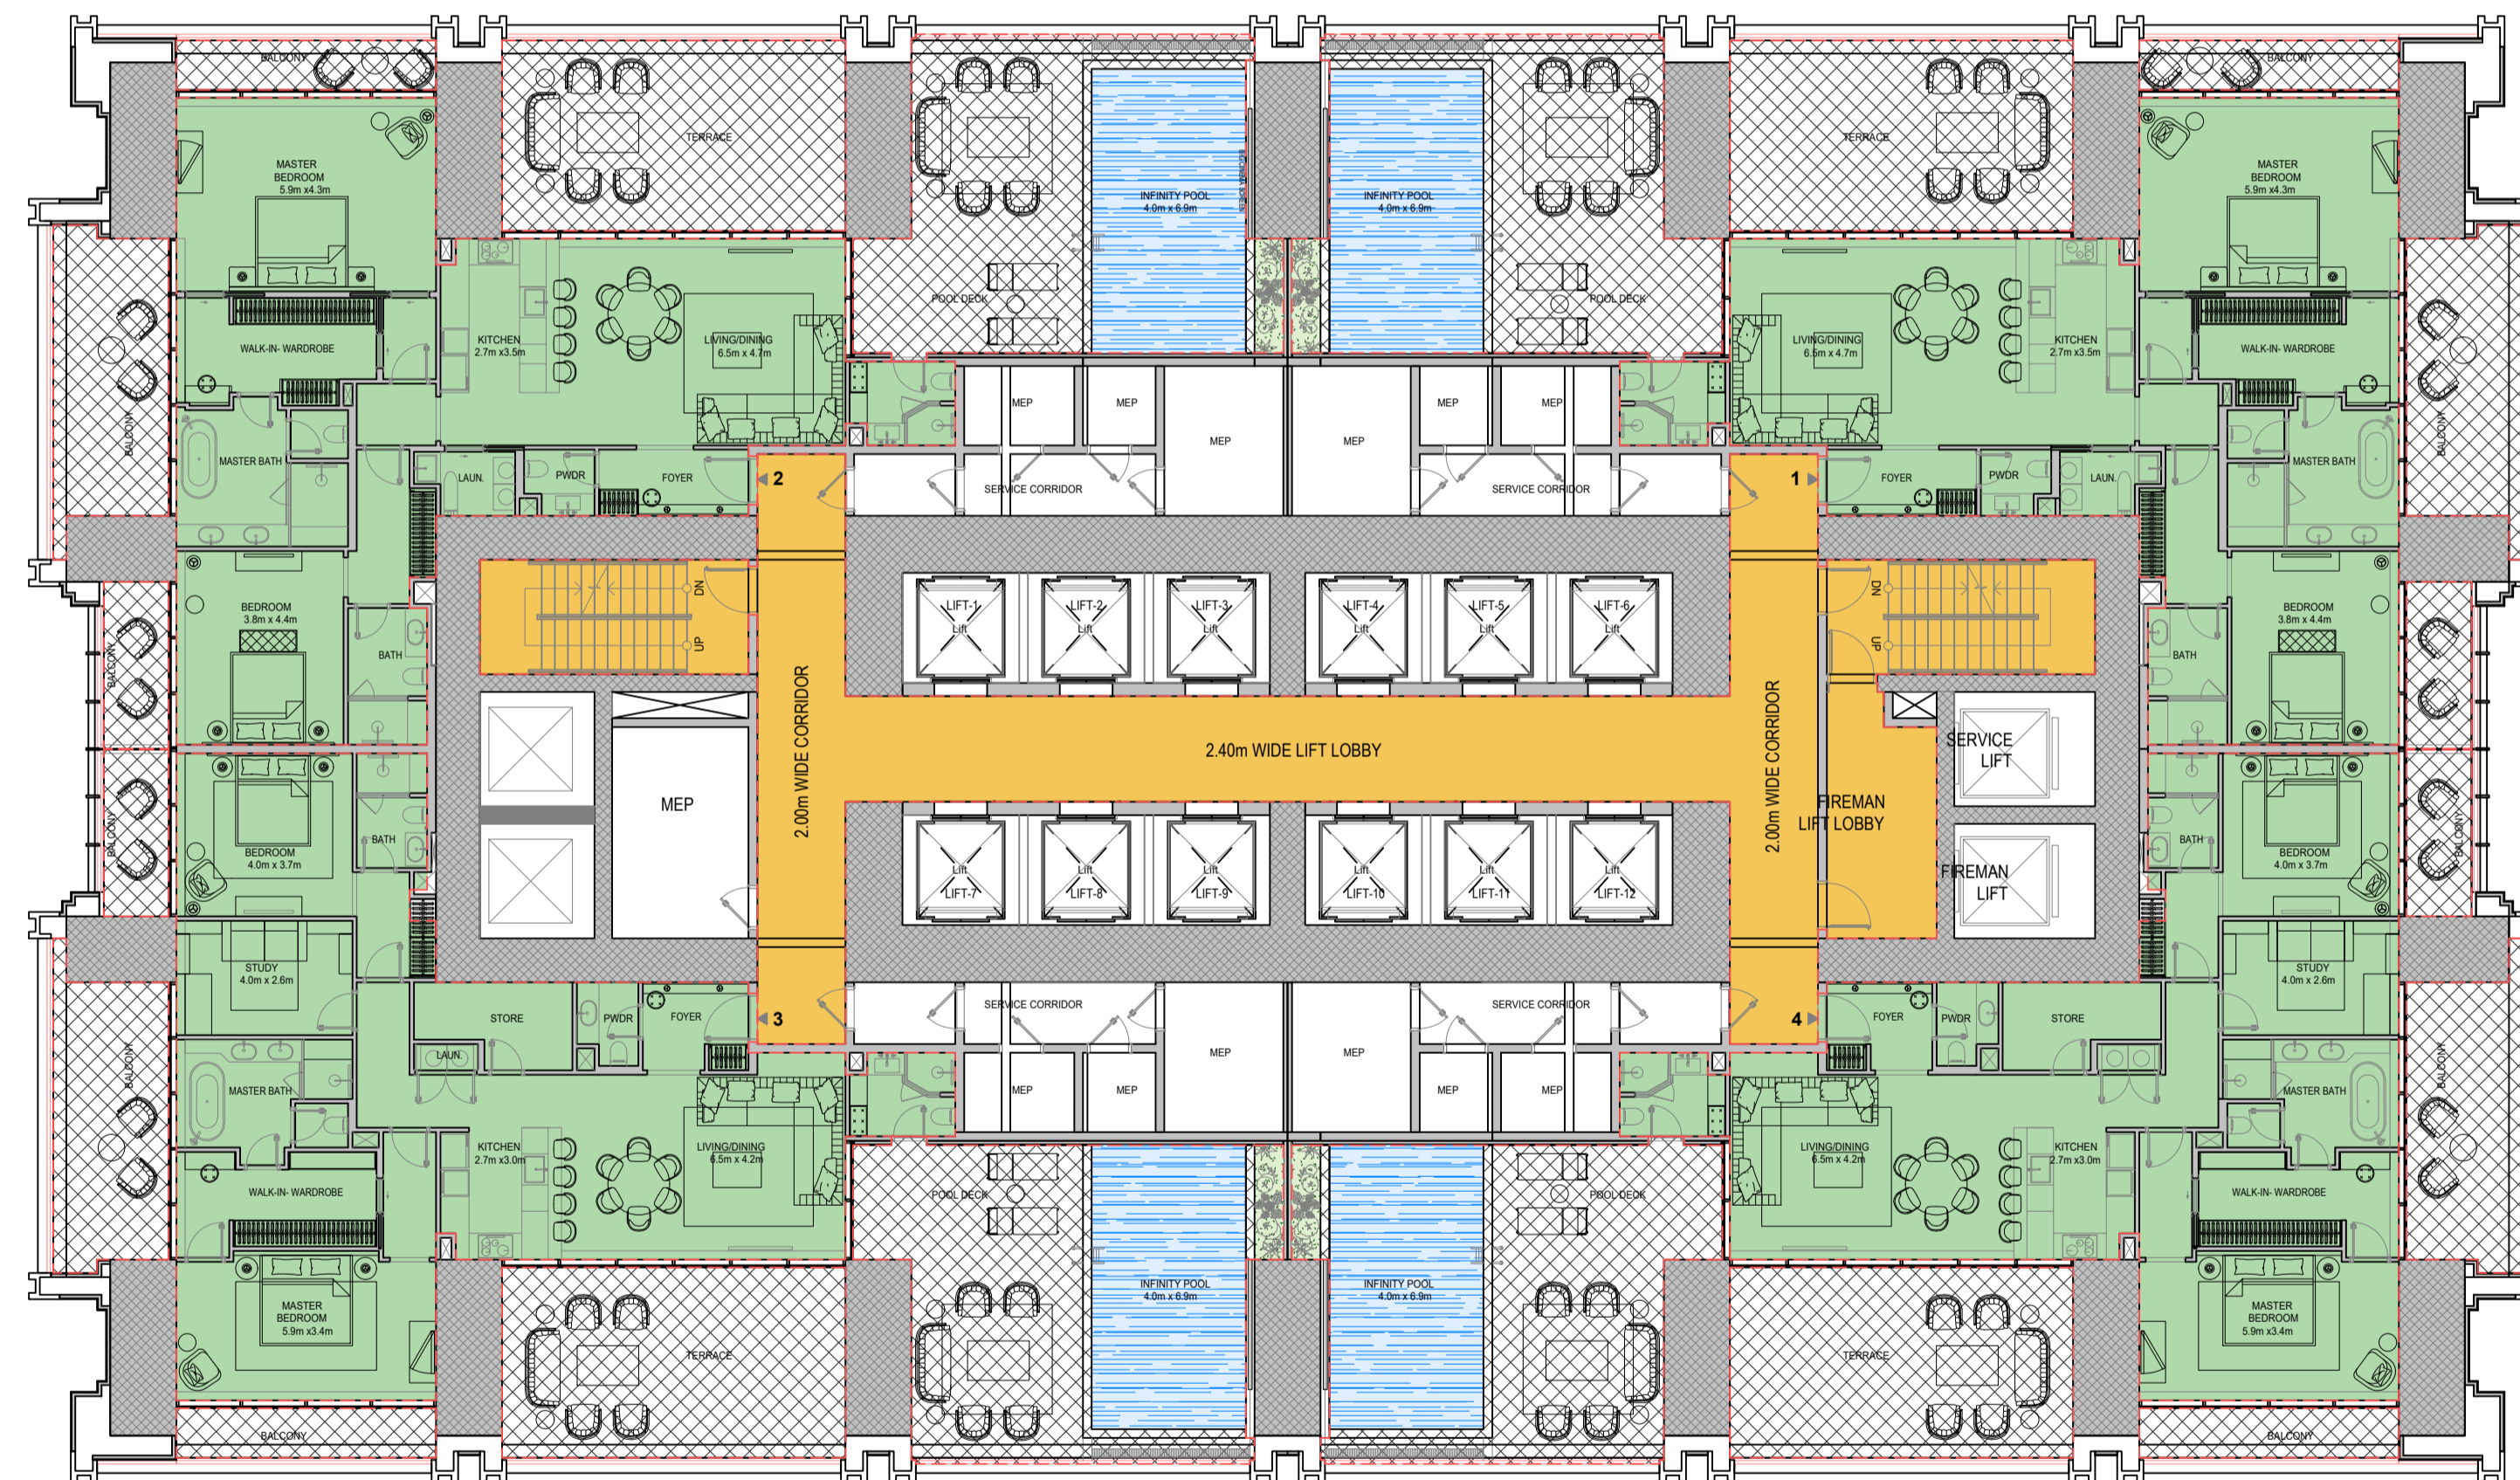 BALCONY
BALCONY
TERRACE
TERRACE
MASTER
BEDROOM
5.9m x4.3m
INFINITY POOL
4.0m x 6.9m
INFINITY POOL
4.0m x 6.9m
MASTER
BEDROOM
5.9m x4.3m
POOL DECK
POOL DECK
WALK-IN- WARDROBE
KITCHEN
2.7m x3.5m
LIVING/DINING
6.5m x 4.7m
LIVING/DINING
6.5m x 4.7m
KITCHEN
2.7m x3.5m
WALK-IN- WARDROBE
BALCONY
BALCONY
MEP
MEP
MEP
MEP
MEP
MEP
MASTER BATH
LAUN.
PWDR
FOYER
2
SERVICE CORRIDOR
SERVICE CORRIDOR
1
FOYER
PWDR
LAUN.
MASTER BATH
BEDROOM
3.8m x 4.4m
BATH
DN
UP
LIFT-1
Lift
LIFT-2
Lift
LIFT-3
Lift
LIFT-4
Lift
LIFT-5
Lift
LIFT-6
Lift
DN
UP
BATH
BEDROOM
3.8m x 4.4m
BALCONY
2.00m WIDE CORRIDOR
2.40m WIDE LIFT LOBBY
2.00m WIDE CORRIDOR
SERVICE
LIFT
MEP
FIREMAN
LIFT LOBBY
FIREMAN
LIFT
BALCONY
BEDROOM
4.0m x 3.7m
BATH
Lift
LIFT-7
Lift
LIFT-8
Lift
LIFT-9
Lift
LIFT-10
Lift
LIFT-11
Lift
LIFT-12
BATH
BEDROOM
4.0m x 3.7m
BALCONY
STUDY
4.0m x 2.6m
STUDY
4.0m x 2.6m
STORE
PWDR
FOYER
3
SERVICE CORRIDOR
SERVICE CORRIDOR
4
FOYER
PWDR
STORE
BALCONY
LAUN.
MEP
MEP
BALCONY
MASTER BATH
MEP
MEP
MEP
MEP
MASTER BATH
KITCHEN
2.7m x3.0m
LIVING/DINING
6.5m x 4.2m
LIVING/DINING
6.5m x 4.2m
KITCHEN
2.7m x3.0m
WALK-IN- WARDROBE
POOL DECK
POOL DECK
WALK-IN- WARDROBE
INFINITY POOL
4.0m x 6.9m
INFINITY POOL
4.0m x 6.9m
MASTER
BEDROOM
5.9m x3.4m
MASTER
BEDROOM
5.9m x3.4m
TERRACE
TERRACE
BALCONY
BALCONY